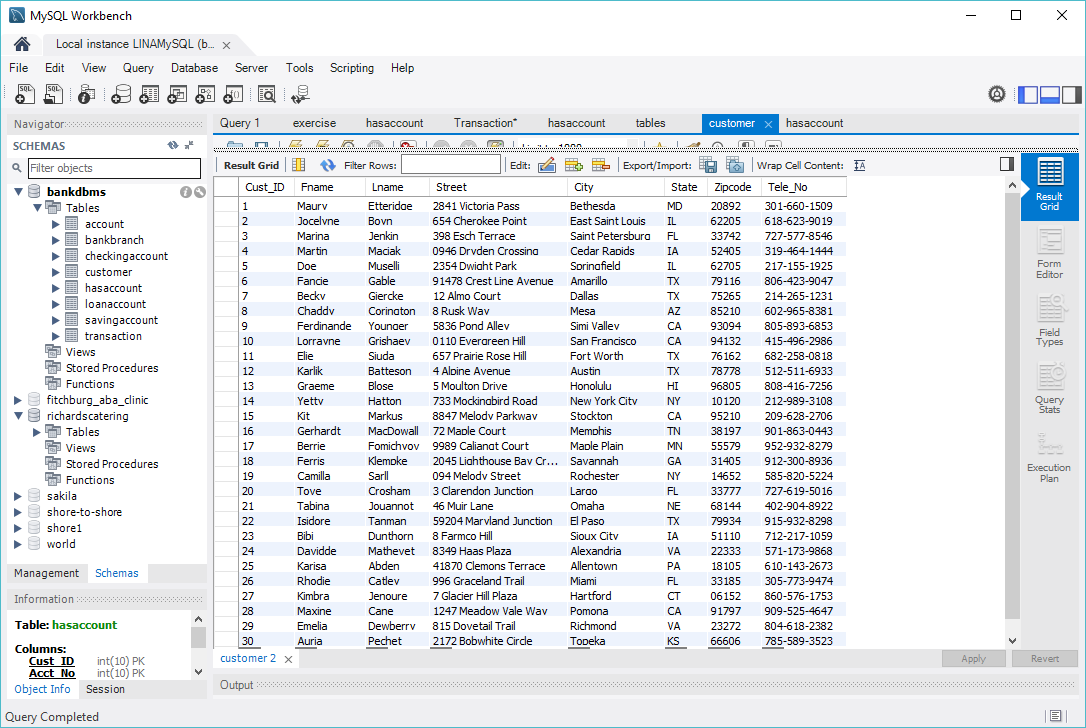 MySQL Workbench
Local instance LINAMySQL (b...
File Edit View Query Database Server Tools Scripting Help
Navigator
SCHEMAS
Filter objects
bankdbms
Tables
account
bankbranch
checkingaccount
customer
hasaccount
loanaccount
savingaccount
transaction
Views
Stored Procedures
Functions
fitchburg_aba_clinic
richardscatering
Tables
Views
Stored Procedures
Functions
sakila
shore-to-shore
shore1
world
Management Schemas
Information
Table: hasaccount
Columns:
Cust_ID int(10) PK
Acct_No int(10) PK
Object Info Session
Query 1 exercise hasaccount Transaction* hasaccount tables customer hasaccount
Result Grid Filter Rows: Edit: Export/Import: Wrap Cell Content:
Cust_ID Fname Lname Street City State Zipcode Tele_No
1 Maury Etteridge 2841 Victoria Pass Bethesda MD 20892 301-660-1509
2 Jocelyne Boyn 654 Cherokee Point East Saint Louis IL 62205 618-623-9019
3 Marina Jenkin 398 Esch Terrace Saint Petersburg FL 33742 727-577-8546
4 Martin Maciak 0946 Dryden Crossing Cedar Rapids IA 52405 319-464-1444
5 Doe Muselli 2354 Dwight Park Springfield IL 62705 217-155-1925
6 Fancie Gable 91478 Crest Line Avenue Amarillo TX 79116 806-423-9047
7 Becky Giercke 12 Almo Court Dallas TX 75265 214-265-1231
8 Chaddy Corington 8 Rusk Way Mesa AZ 85210 602-965-8381
9 Ferdinande Younger 5836 Pond Alley Simi Valley CA 93094 805-893-6853
10 Lorrayne Grishaev 0110 Evergreen Hill San Francisco CA 94132 415-496-2986
11 Elie Siuda 657 Prairie Rose Hill Fort Worth TX 76162 682-258-0818
12 Karlik Batteson 4 Alpine Avenue Austin TX 78778 512-511-6933
13 Graeme Blose 5 Moulton Drive Honolulu HI 96805 808-416-7256
14 Yetty Hatton 733 Mockingbird Road New York City NY 10120 212-989-3108
15 Kit Markus 8847 Melody Parkway Stockton CA 95210 209-628-2706
16 Gerhardt MacDowall 72 Maple Court Memphis TN 38197 901-863-0443
17 Berrie Fomichyov 9989 Caliangt Court Maple Plain MN 55579 952-932-8279
18 Ferris Klempke 2045 Lighthouse Bay Cr... Savannah GA 31405 912-300-8936
19 Camilla Sarll 094 Melody Street Rochester NY 14652 585-820-5224
20 Tove Crosham 3 Clarendon Junction Largo FL 33777 727-619-5016
21 Tabina Jouannot 46 Muir Lane Omaha NE 68144 402-904-8922
22 Isidore Tanman 59204 Maryland Junction El Paso TX 79934 915-932-8298
23 Bibi Dunthorn 8 Farmco Hill Sioux City IA 51110 712-217-1059
24 Davidde Mathevet 8349 Haas Plaza Alexandria VA 22333 571-173-9868
25 Karisa Abden 41870 Clemons Terrace Allentown PA 18105 610-143-2673
26 Rhodie Catley 996 Graceland Trail Miami FL 33185 305-773-9474
27 Kimbra Jenoure 7 Glacier Hill Plaza Hartford CT 06152 860-576-1753
28 Maxine Cane 1247 Meadow Vale Way Pomona CA 91797 909-525-4647
29 Emelia Dewberry 815 Dovetail Trail Richmond VA 23272 804-618-2382
30 Auria Pechet 2172 Bobwhite Circle Topeka KS 66606 785-589-3523
Result
Grid
Form
Editor
Field
Types
Query
Stats
Execution
Plan
customer 2 Apply Revert
Output
Query Completed